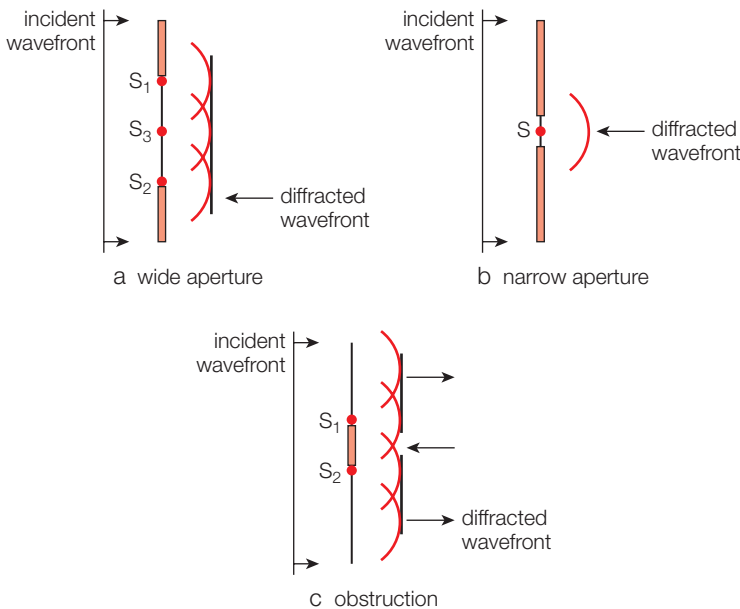 incident
wavefront
S1
S3
S2
diffracted
wavefront
a wide aperture
incident
wavefront
S
diffracted
wavefront
b narrow aperture
incident
wavefront
S1
S2
diffracted
wavefront
c obstruction